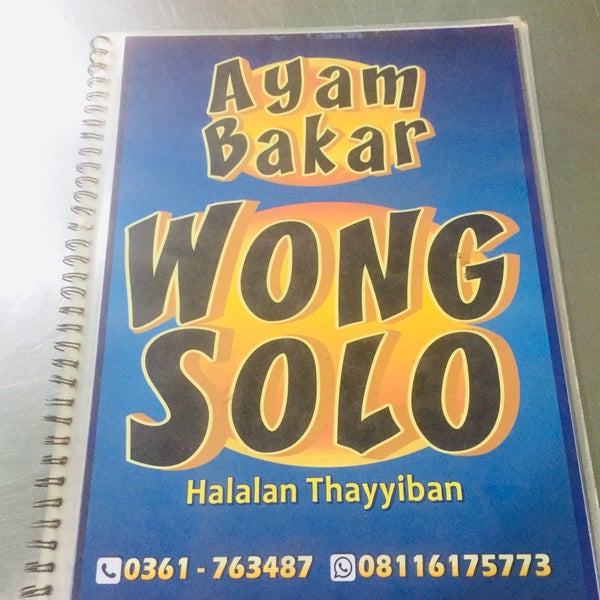 Ayam
Bakar
WONG
SOLO
Halalan Thayyiban
0361 - 763487 08116175773